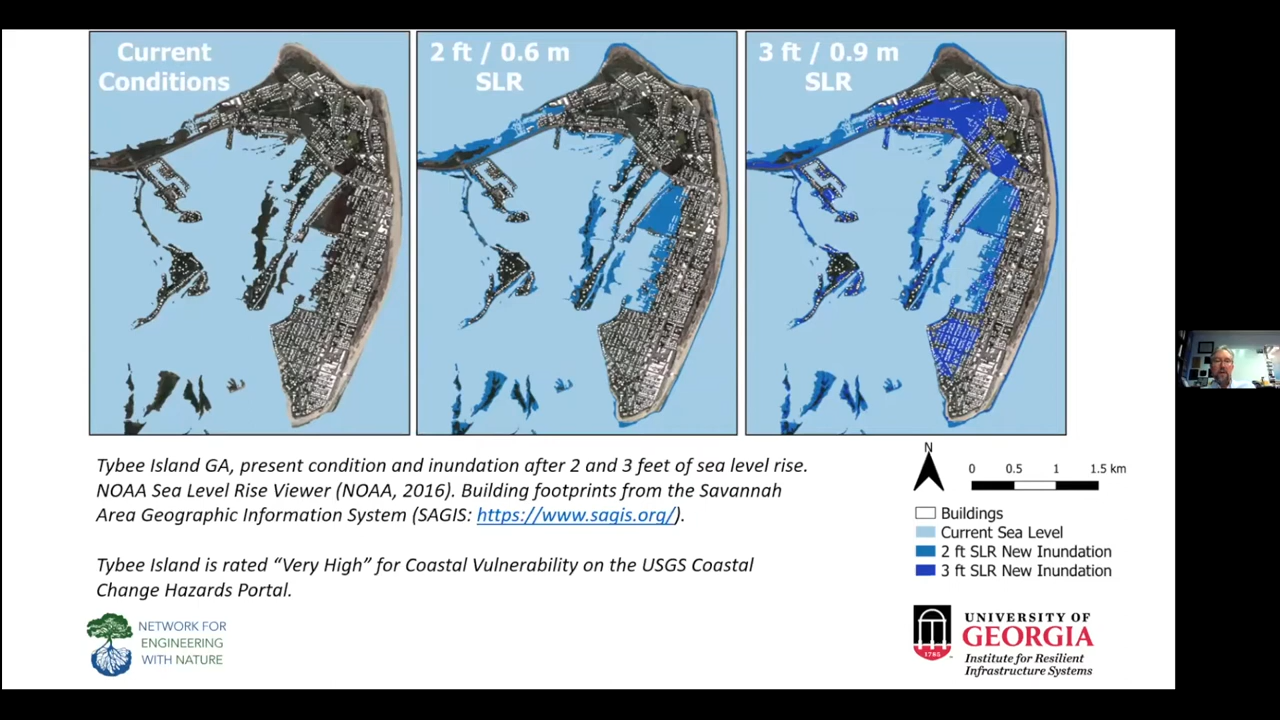 Current
Conditions
2 ft / 0.6 m
SLR
3 ft / 0.9 m
SLR
Tybee Island GA, present condition and inundation after 2 and 3 feet of sea level rise.
NOAA Sea Level Rise Viewer (NOAA, 2016). Building footprints from the Savannah
Area Geographic Information System (SAGIS: https://www.sagis.org/).
Tybee Island is rated “Very High” for Coastal Vulnerability on the USGS Coastal
Change Hazards Portal.
N
0 0.5 1 1.5 km
Buildings
Current Sea Level
2 ft SLR New Inundation
3 ft SLR New Inundation
NETWORK FOR
ENGINEERING
WITH NATURE
1785
UNIVERSITY OF
GEORGIA
Institute for Resilient
Infrastructure Systems